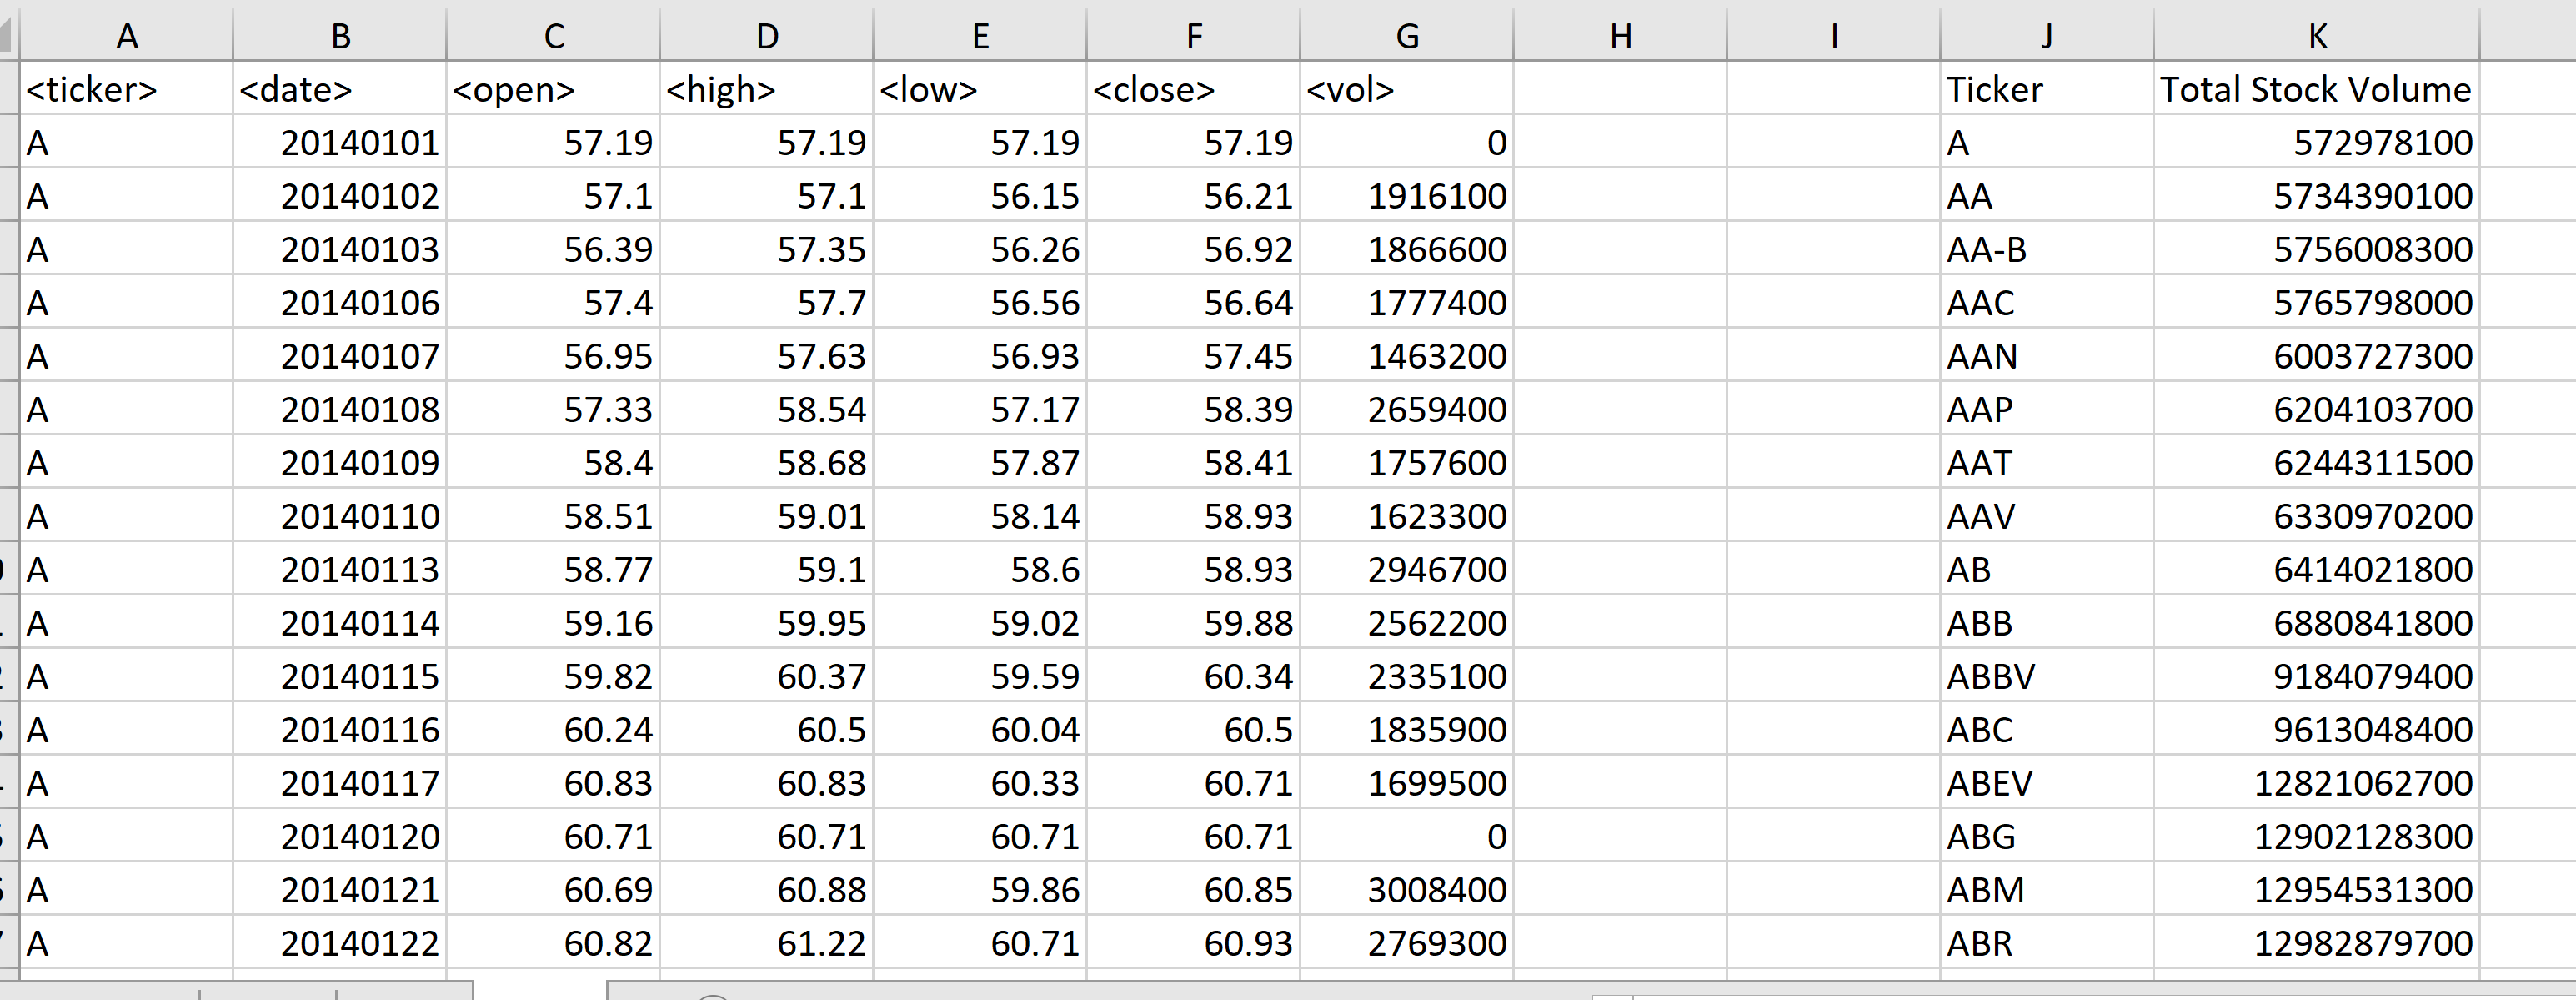 A B C D E F G H I J K
<ticker> <date> <open> <high> <low> <close> <vol> Ticker Total Stock Volume
A 20140101 57.19 57.19 57.19 57.19 0 A 572978100
A 20140102 57.1 57.1 56.15 56.21 1916100 AA 5734390100
A 20140103 56.39 57.35 56.26 56.92 1866600 AA-B 5756008300
A 20140106 57.4 57.7 56.56 56.64 1777400 AAC 5765798000
A 20140107 56.95 57.63 56.93 57.45 1463200 AAN 6003727300
A 20140108 57.33 58.54 57.17 58.39 2659400 AAP 6204103700
A 20140109 58.4 58.68 57.87 58.41 1757600 AAT 6244311500
A 20140110 58.51 59.01 58.14 58.93 1623300 AAV 6330970200
A 20140113 58.77 59.1 58.6 58.93 2946700 AB 6414021800
A 20140114 59.16 59.95 59.02 59.88 2562200 ABB 6880841800
A 20140115 59.82 60.37 59.59 60.34 2335100 ABBV 9184079400
A 20140116 60.24 60.5 60.04 60.5 1835900 ABC 9613048400
A 20140117 60.83 60.83 60.33 60.71 1699500 ABEV 12821062700
A 20140120 60.71 60.71 60.71 60.71 0 ABG 12902128300
A 20140121 60.69 60.88 59.86 60.85 3008400 ABM 12954531300
A 20140122 60.82 61.22 60.71 60.93 2769300 ABR 12982879700